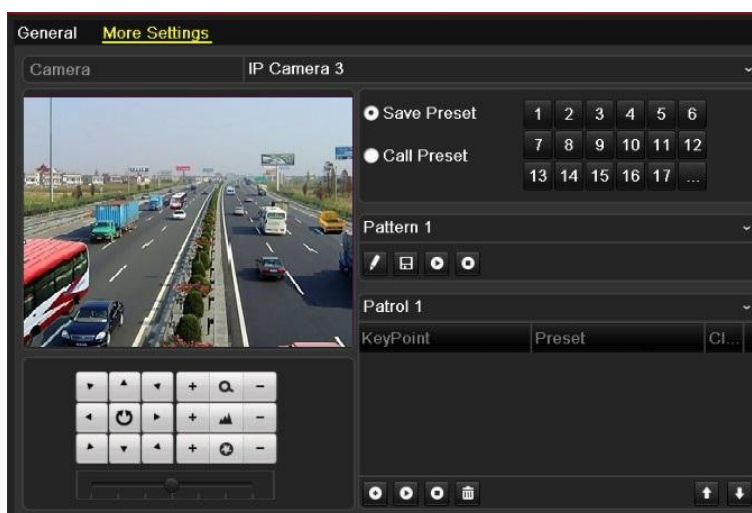 General More Settings
Camera IP Camera 3
Save Preset
Call Preset
1 2 3 4 5 6
7 8 9 10 11 12
13 14 15 16 17 ...
Pattern 1
Patrol 1
KeyPoint Preset Cl...